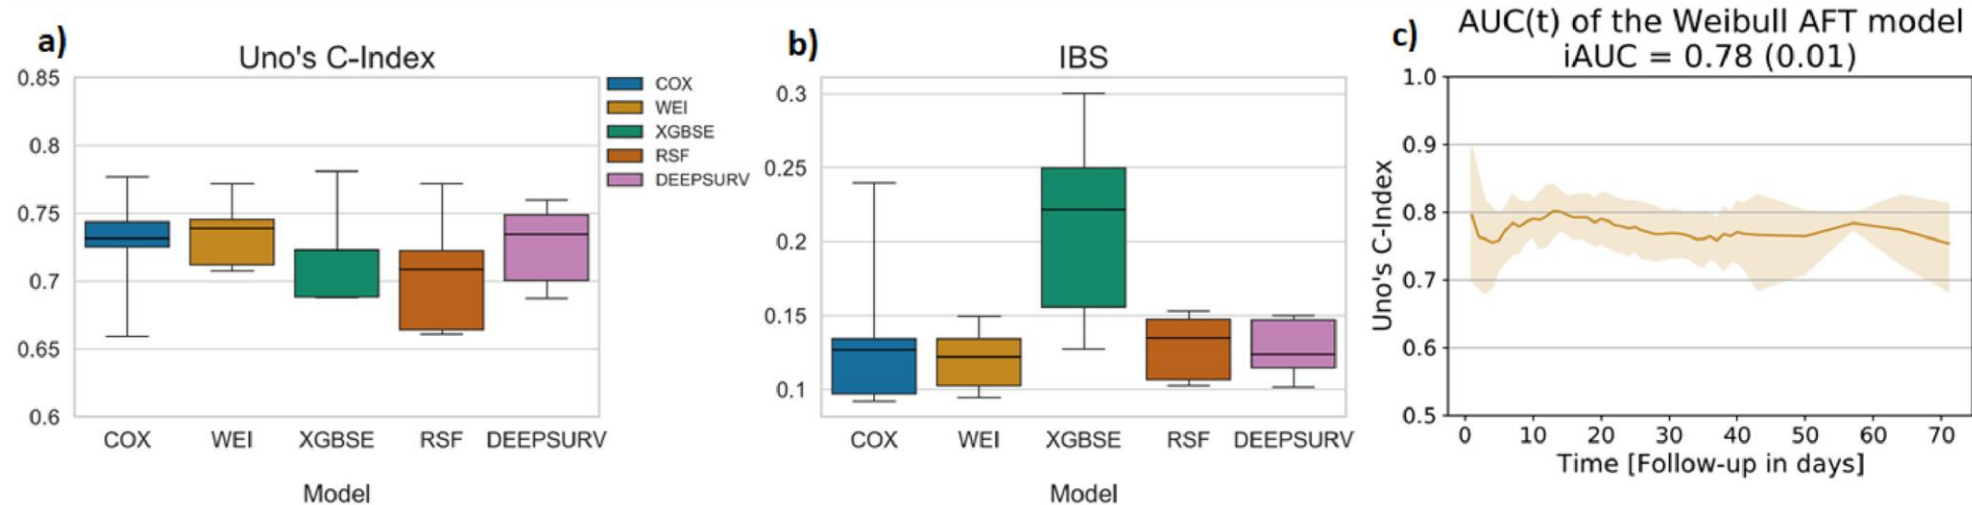 a)
Uno's C-Index
0.85
0.8
0.75
0.7
0.65
0.6
COX
WEI
XGBSE
RSF
DEEPSURV
Model
COX
WEI
XGBSE
RSF
DEEPSURV
b)
IBS
0.3
0.25
0.2
0.15
0.1
COX
WEI
XGBSE
RSF
DEEPSURV
Model
c)
AUC(t) of the Weibull AFT model
iAUC = 0.78 (0.01)
Uno's C-Index
1.0
0.9
0.8
0.7
0.6
0.5
0
10
20
30
40
50
60
70
Time [Follow-up in days]